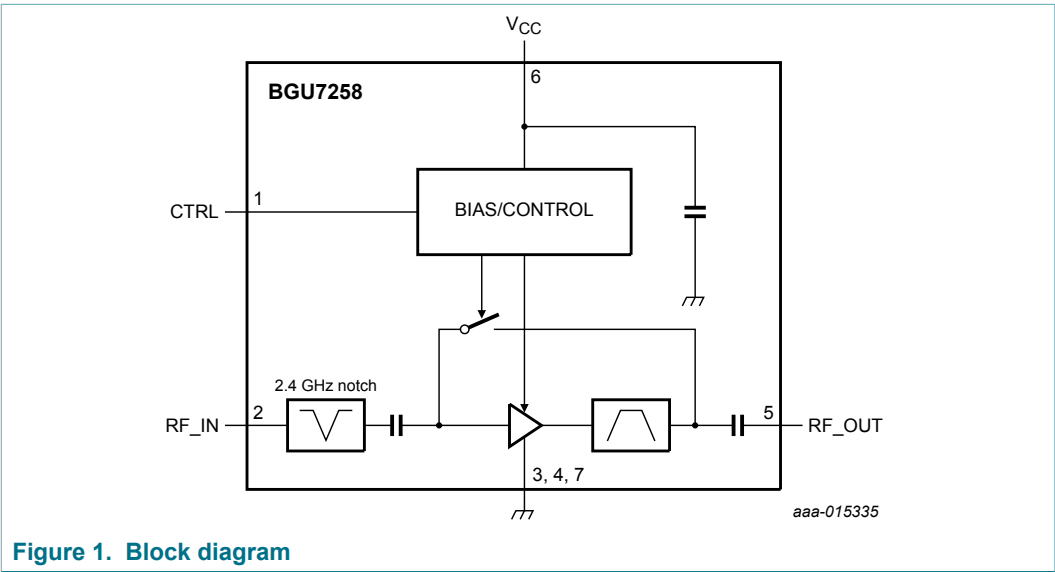 VCC
6
BGU7258
1
CTRL
BIAS/CONTROL
2.4 GHz notch
2
RF_IN
5
RF_OUT
3, 4, 7
aaa-015335
Figure 1. Block diagram